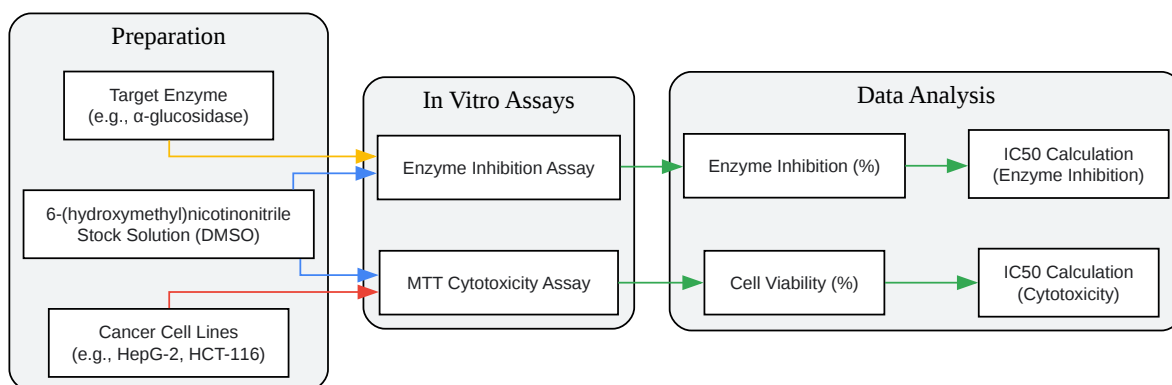 Preparation
Target Enzyme
(e.g., α-glucosidase)
6-(hydroxymethyl)nicotinonitrile
Stock Solution (DMSO)
Cancer Cell Lines
(e.g., HepG-2, HCT-116)
In Vitro Assays
Enzyme Inhibition Assay
MTT Cytotoxicity Assay
Data Analysis
Enzyme Inhibition (%)
IC50 Calculation
(Enzyme Inhibition)
Cell Viability (%)
IC50 Calculation
(Cytotoxicity)